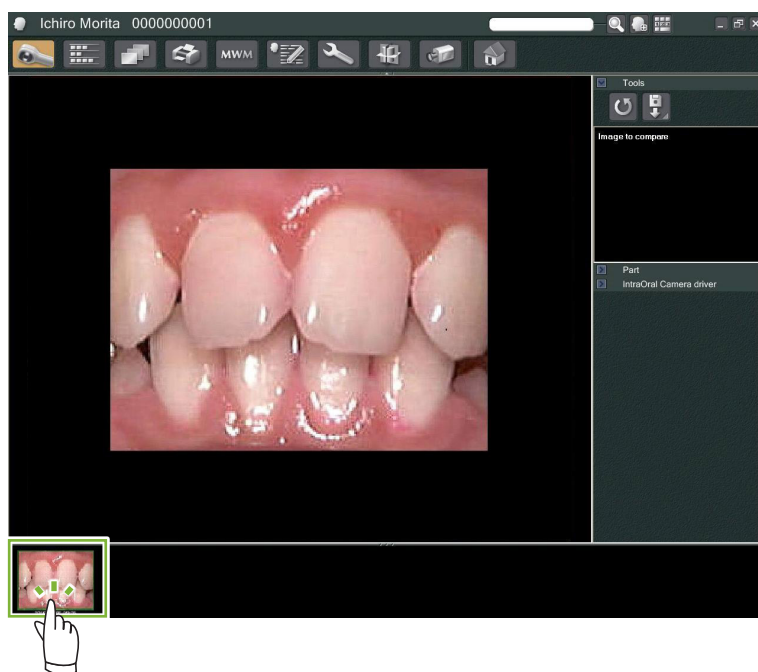 Ichiro Morita 0000000001
MWM
Tools
Image to compare
Part
IntraOral Camera driver